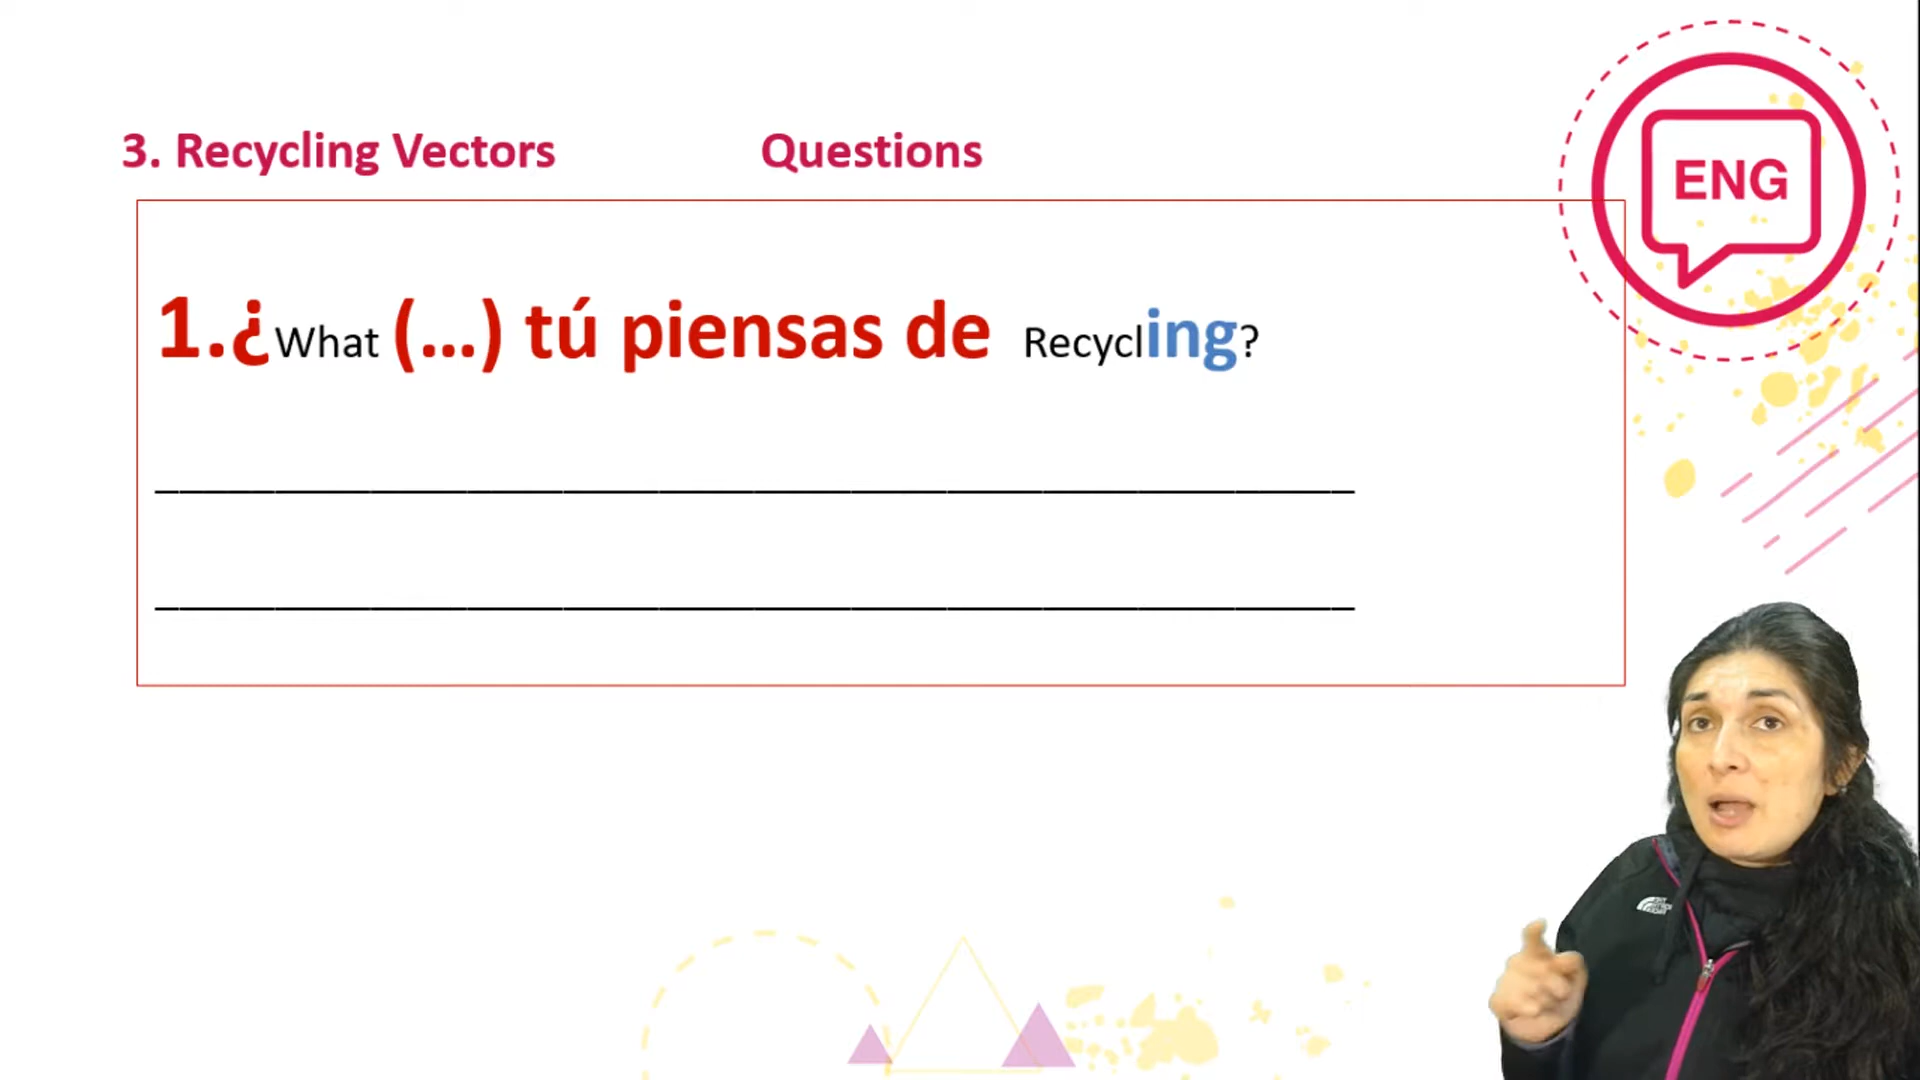 ENG
3. Recycling Vectors Questions
1.¿What (...) tú piensas de Recycling?